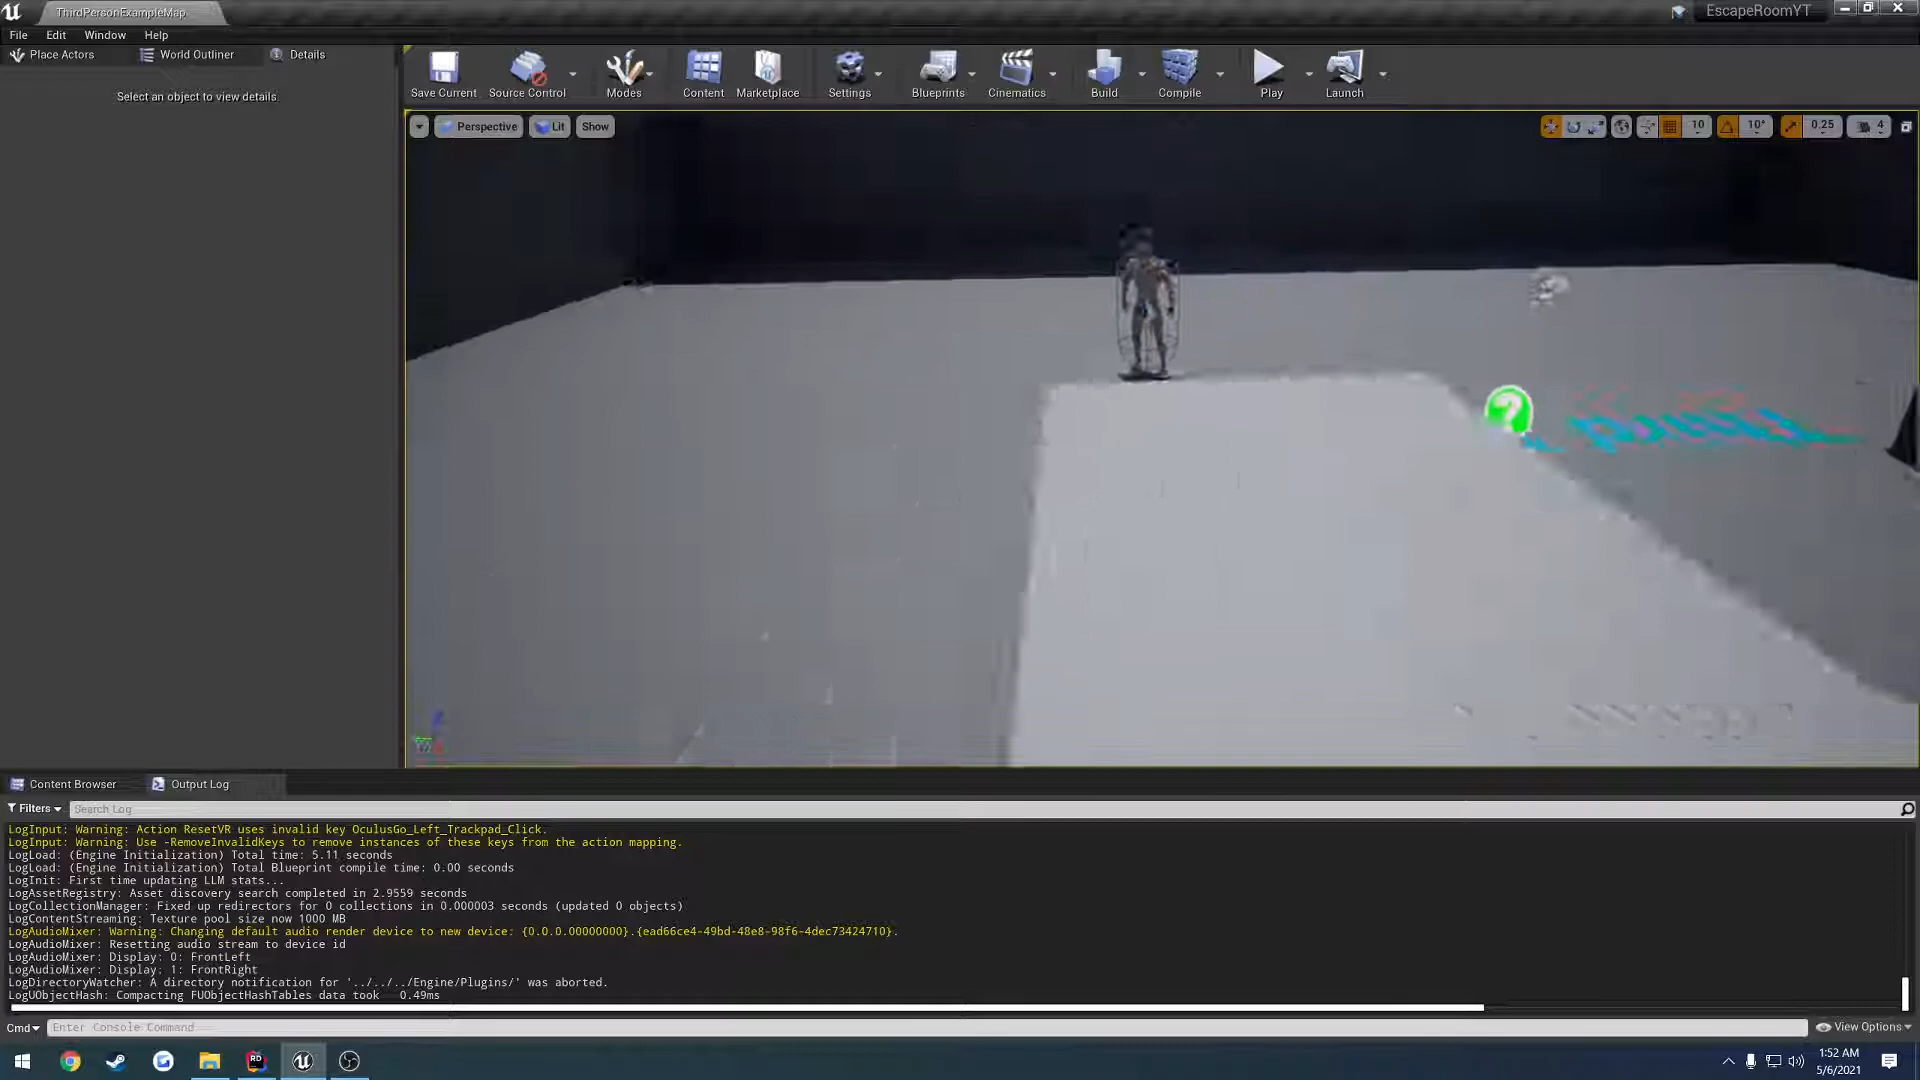 ThirdPersonExampleMap
EscapeRoomYT
File Edit Window Help
Place Actors World Outliner Details
Select an object to view details.
Save Current Source Control Modes Content Marketplace Settings Blueprints Cinematics Build Compile Play Launch
Perspective Lit Show
10 10° 0.25 4
Content Browser Output Log
Filters Search Log
LogInput: Warning: Action ResetVR uses invalid key OculusGo_Left_Trackpad_Click.
LogInput: Warning: Use -RemoveInvalidKeys to remove instances of these keys from the action mapping.
LogLoad: (Engine Initialization) Total time: 5.11 seconds
LogLoad: (Engine Initialization) Total Blueprint compile time: 0.00 seconds
LogInit: First time updating LLM stats...
LogAssetRegistry: Asset discovery search completed in 2.9559 seconds
LogCollectionManager: Fixed up redirectors for 0 collections in 0.000003 seconds (updated 0 objects)
LogContentStreaming: Texture pool size now 1000 MB
LogAudioMixer: Warning: Changing default audio render device to new device: {0.0.0.00000000}.{ead66ce4-49bd-48e8-98f6-4dec73424710}.
LogAudioMixer: Resetting audio stream to device id
LogAudioMixer: Display: 0: FrontLeft
LogAudioMixer: Display: 1: FrontRight
LogDirectoryWatcher: A directory notification for '../../../Engine/Plugins/' was aborted.
LogUObjectHash: Compacting FUObjectHashTables data took   0.49ms
Cmd Enter Console Command
View Options
RD
1:52 AM
5/6/2021